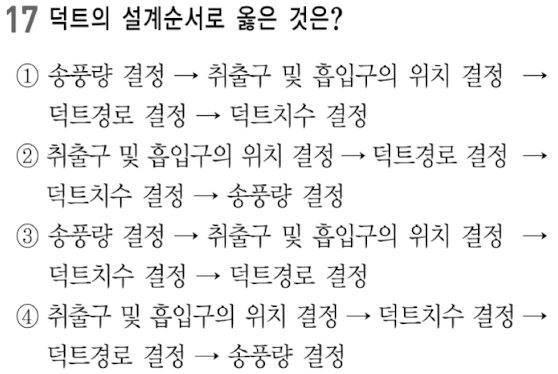 17 덕트의 설계순서로 옳은 것은?
① 송풍량 결정 → 취출구 및 흡입구의 위치 결정 →
덕트경로 결정 → 덕트치수 결정
② 취출구 및 흡입구의 위치 결정 → 덕트경로 결정 →
덕트치수 결정 → 송풍량 결정
③ 송풍량 결정 → 취출구 및 흡입구의 위치 결정 →
덕트치수 결정 → 덕트경로 결정
④ 취출구 및 흡입구의 위치 결정 → 덕트치수 결정 →
덕트경로 결정 → 송풍량 결정